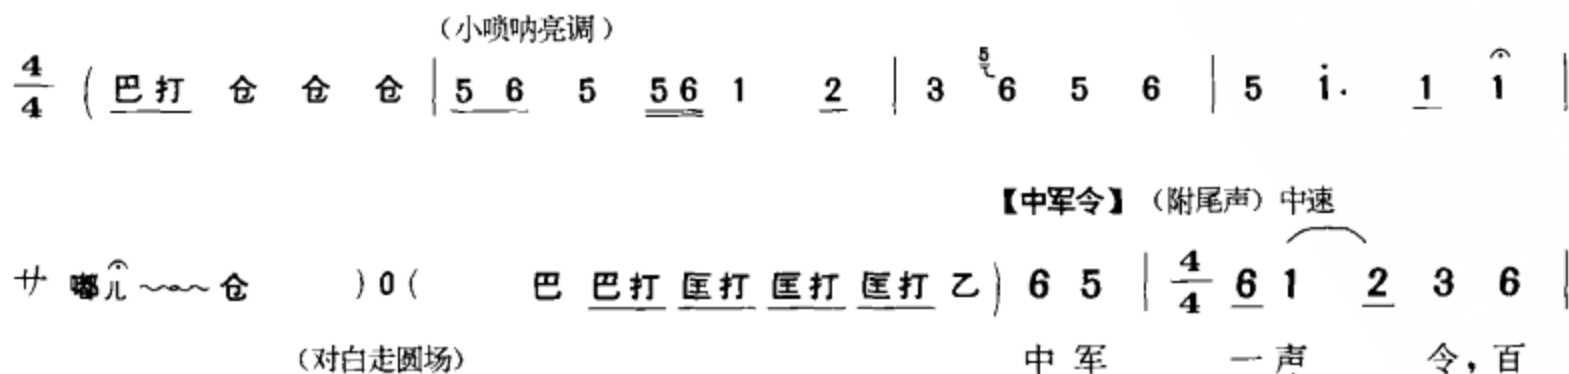 （小唢呐亮调）
4/4 （ 巴打 仓 仓 仓 | 5 6 5 56 1 2 | 3 5 6 5 6 | 5 i· 1 1 |
【中军令】（附尾声）中速
サ 嘟儿 仓 ）0（ 巴 巴打 匡打 匡打 匡打 乙） 6 5 | 4/4 6 1 2 3 6 |
（对白走圆场） 中 军 一 声 令，百